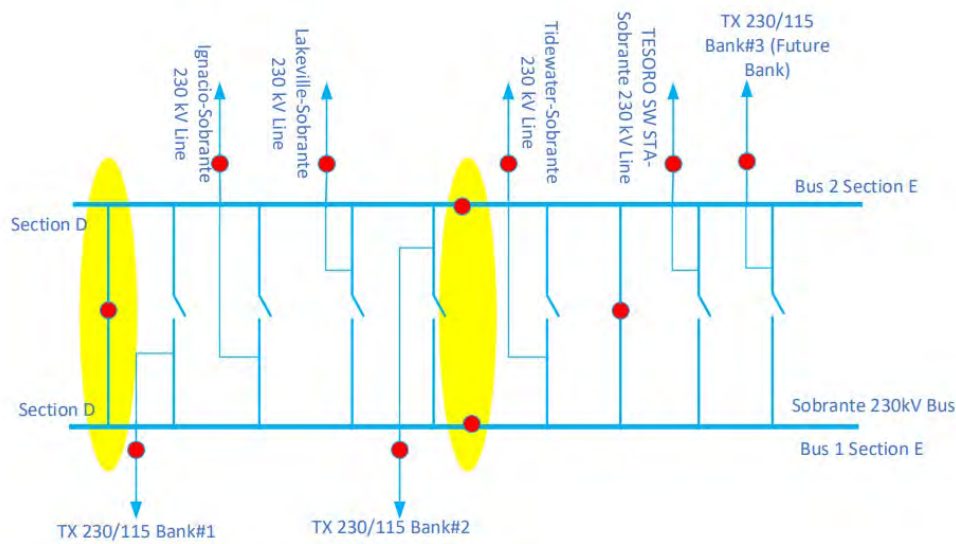 Ignacio-Sobrante
230 kV Line
Lakeville-Sobrante
230 kV Line
Tidewater-Sobrante
230 kV Line
TESORO SW STA-
Sobrante 230 kV Line
TX 230/115
Bank#3 (Future
Bank)
Bus 2 Section E
Section D
Section D
Sobrante 230kV Bus
Bus 1 Section E
TX 230/115 Bank#1
TX 230/115 Bank#2